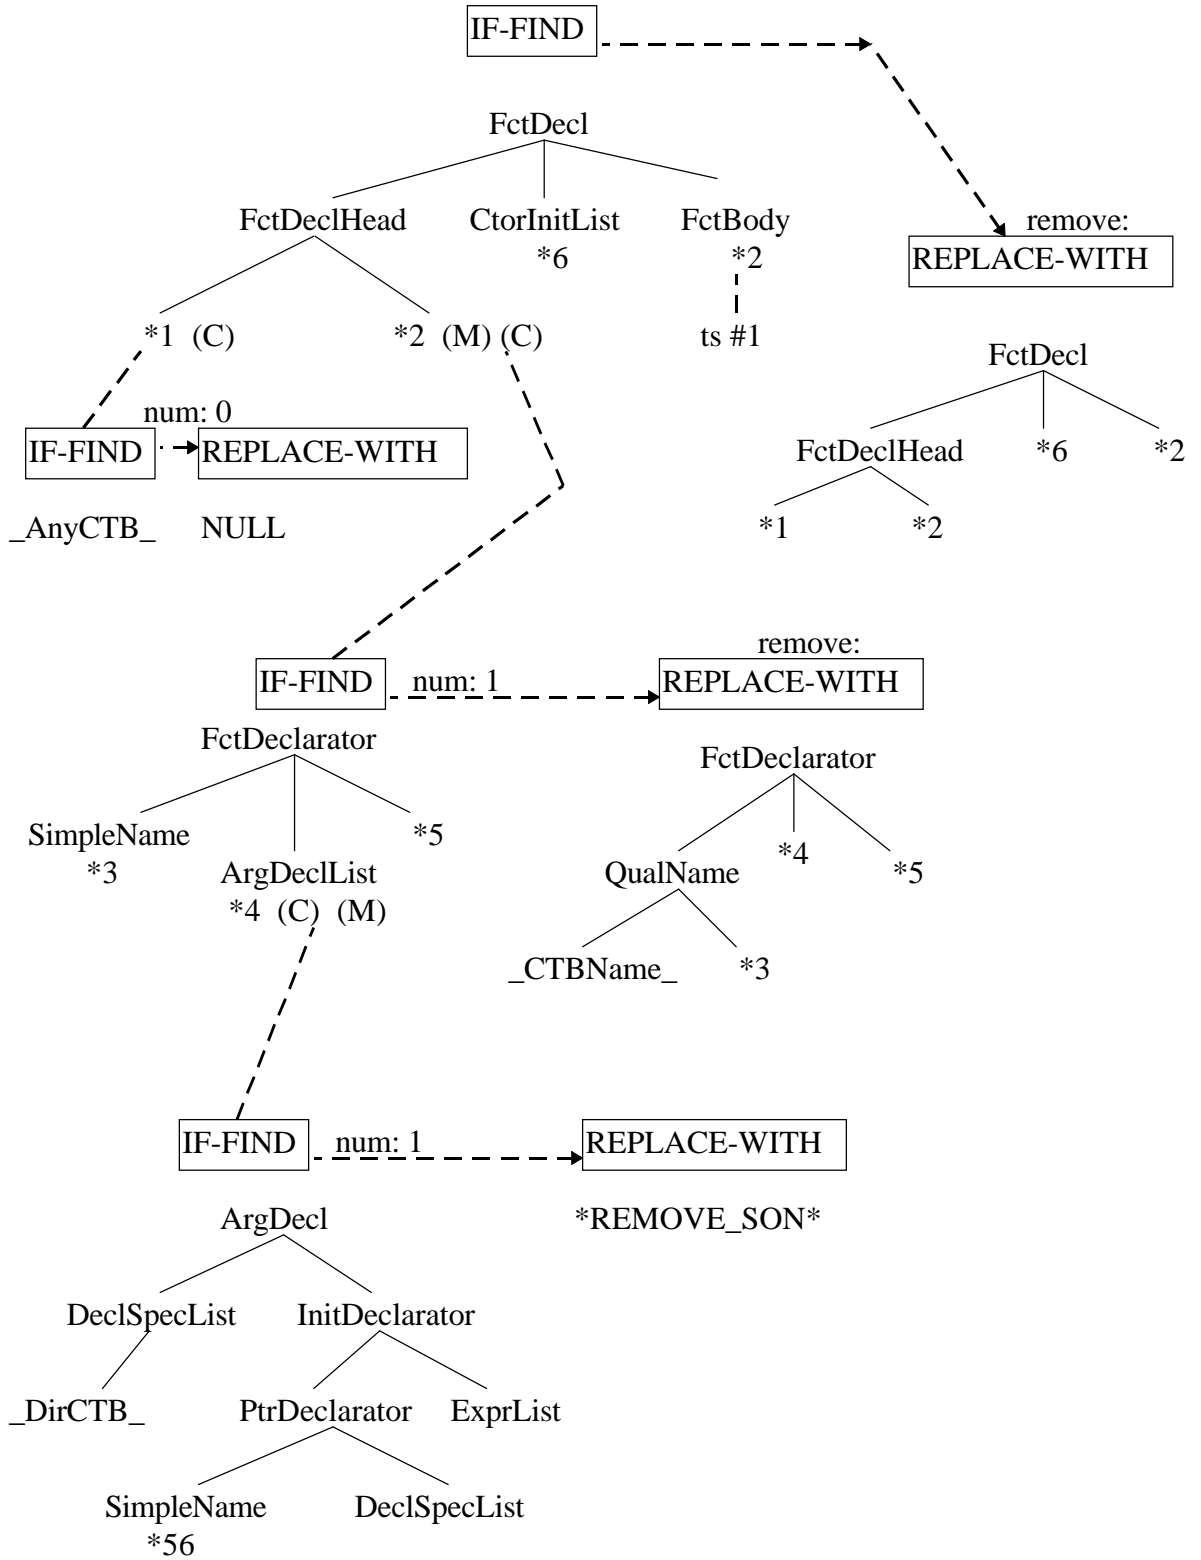 IF-FIND
FctDecl
FctDeclHead CtorInitList FctBody
*6 *2
remove:
REPLACE-WITH
*1 (C) *2 (M) (C) ts #1
FctDecl
num: 0
IF-FIND REPLACE-WITH
FctDeclHead *6 *2
_AnyCTB_ NULL
*1 *2
remove:
IF-FIND num: 1 REPLACE-WITH
FctDeclarator
FctDeclarator
SimpleName *5
*3
ArgDeclList
*4 (C) (M)
*4
QualName *5
_CTBName_ *3
IF-FIND num: 1 REPLACE-WITH
ArgDecl *REMOVE_SON*
DeclSpecList InitDeclarator
_DirCTB_ PtrDeclarator ExprList
SimpleName DeclSpecList
*56